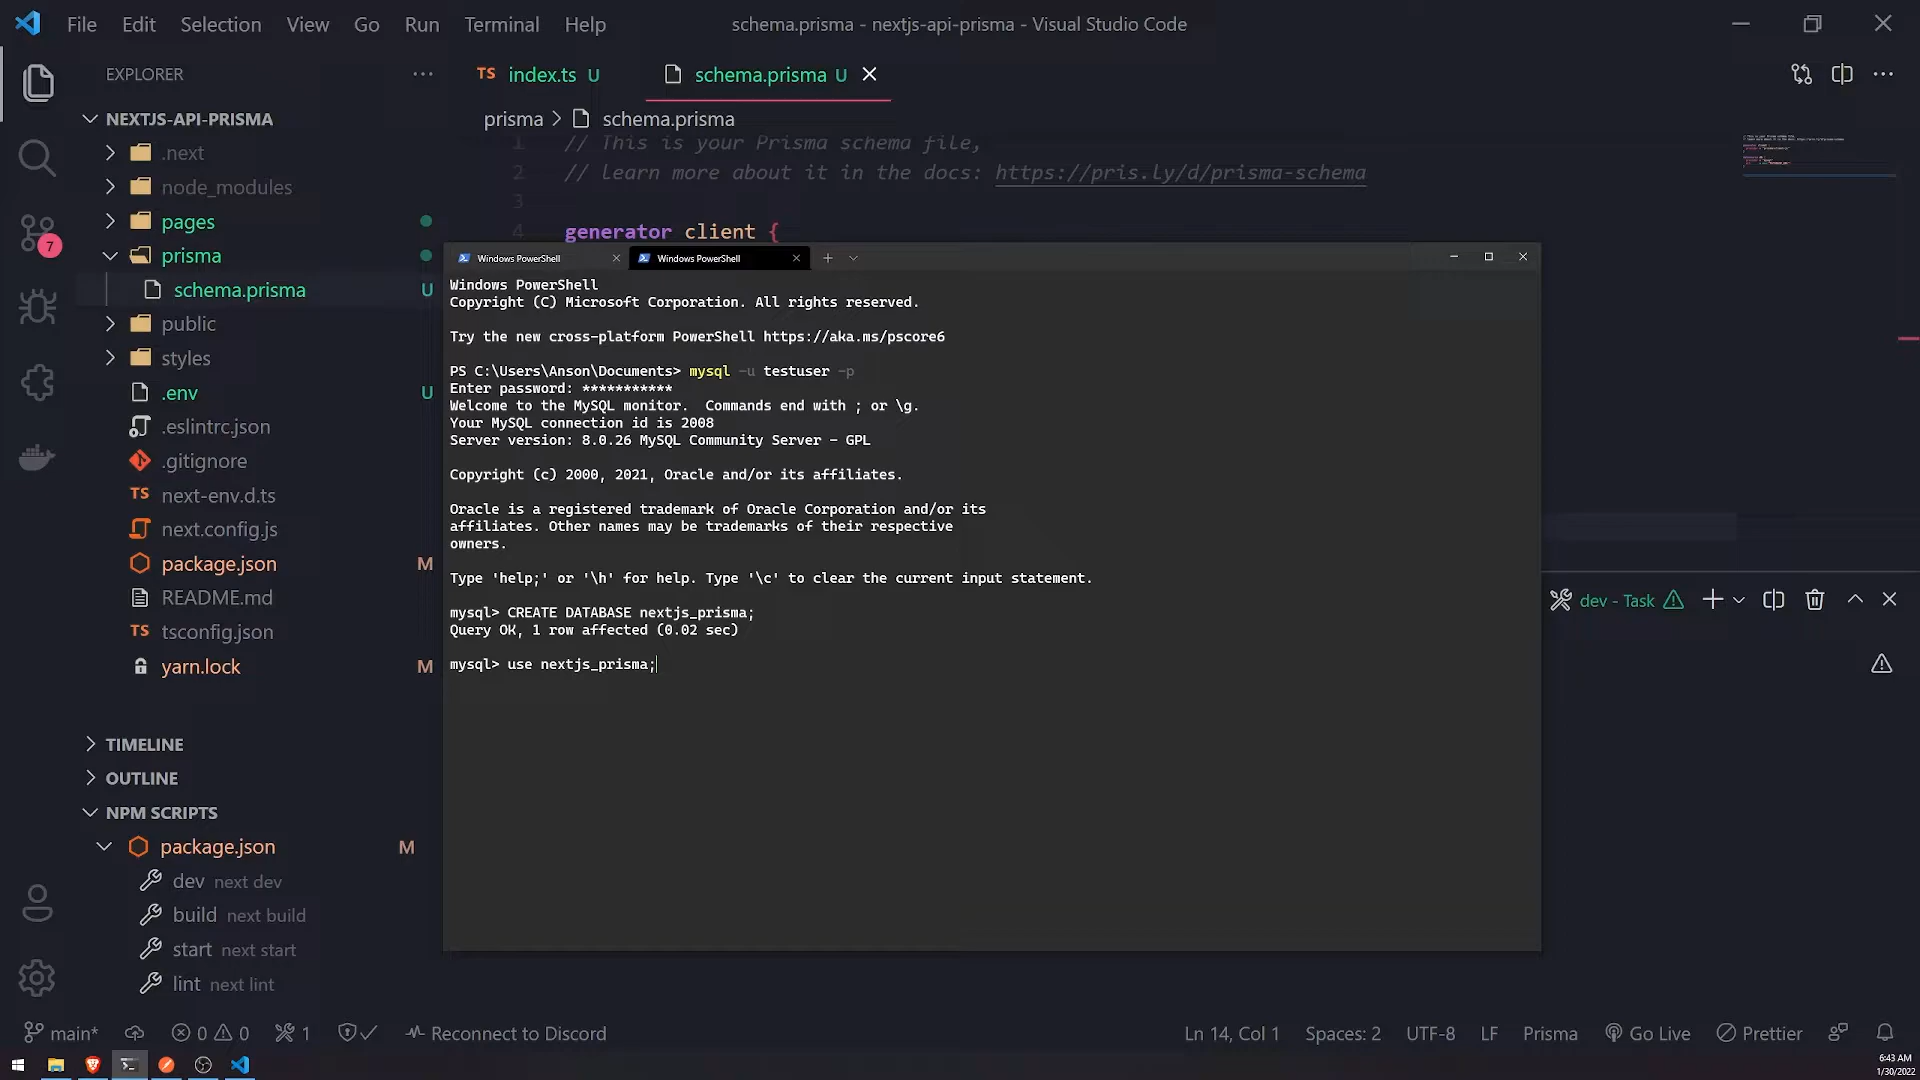 File Edit Selection View Go Run Terminal Help
schema.prisma - nextjs-api-prisma - Visual Studio Code
EXPLORER
TS index.ts U
schema.prisma U
prisma > schema.prisma
NEXTJS-API-PRISMA
.next
node_modules
pages
prisma
schema.prisma U
public
styles
.env U
.eslintrc.json
.gitignore
TS next-env.d.ts
next.config.js
package.json M
README.md
TS tsconfig.json
yarn.lock M
7
TIMELINE
OUTLINE
NPM SCRIPTS
package.json M
dev next dev
build next build
start next start
lint next lint
1 // This is your Prisma schema file,
2 // Learn more about it in the docs: https://pris.ly/d/prisma-schema
3
4 generator client {
Windows PowerShell
Windows PowerShell
Windows PowerShell
Copyright (C) Microsoft Corporation. All rights reserved.
Try the new cross-platform PowerShell https://aka.ms/pscore6
PS C:\Users\Anson\Documents> mysql -u testuser -p
Enter password: ***********
Welcome to the MySQL monitor.  Commands end with ; or \g.
Your MySQL connection id is 2008
Server version: 8.0.26 MySQL Community Server - GPL
Copyright (c) 2000, 2021, Oracle and/or its affiliates.
Oracle is a registered trademark of Oracle Corporation and/or its
affiliates. Other names may be trademarks of their respective
owners.
Type 'help;' or '\h' for help. Type '\c' to clear the current input statement.
mysql> CREATE DATABASE nextjs_prisma;
Query OK, 1 row affected (0.02 sec)
mysql> use nextjs_prisma;
dev - Task
main* 0 0 1 Reconnect to Discord
Ln 14, Col 1 Spaces: 2 UTF-8 LF Prisma Go Live Prettier
6:43 AM
1/30/2022